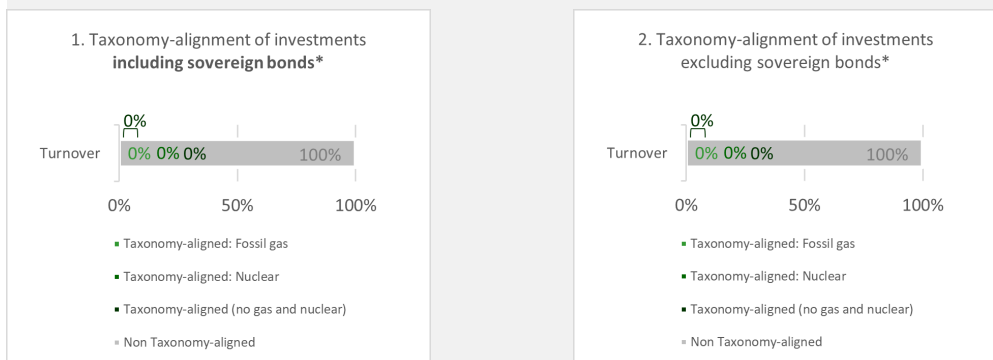 1. Taxonomy-alignment of investments
including sovereign bonds*
0%
Turnover
0% 0% 0% 100%
0% 50% 100%
Taxonomy-aligned: Fossil gas
Taxonomy-aligned: Nuclear
Taxonomy-aligned (no gas and nuclear)
Non Taxonomy-aligned
2. Taxonomy-alignment of investments
excluding sovereign bonds*
0%
Turnover
0% 0% 0% 100%
0% 50% 100%
Taxonomy-aligned: Fossil gas
Taxonomy-aligned: Nuclear
Taxonomy-aligned (no gas and nuclear)
Non Taxonomy-aligned